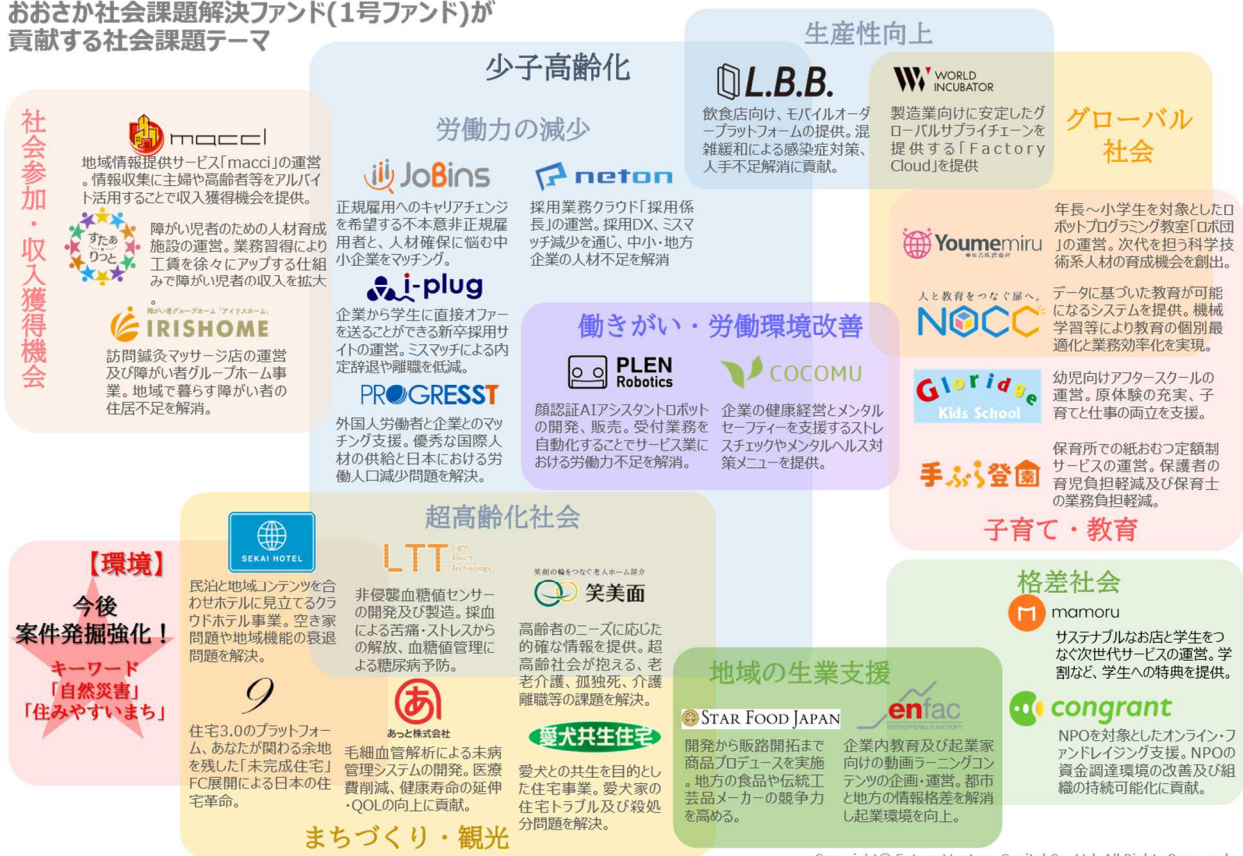 おおさか社会課題解決ファンド(1号ファンド)が
貢献する社会課題テーマ
社会参加・収入獲得機会
macci
地域情報提供サービス「macci」の運営
。情報収集に主婦や高齢者等をアルバイ
ト活用することで収入獲得機会を提供。
すたぁ
りっと
障がい児者のための人材育成
施設の運営。業務習得により
工賃を徐々にアップする仕組
みで障がい児者の収入を拡大
。
障がい者グループホーム「アイリスホーム」
IRISHOME
訪問鍼灸マッサージ店の運営
及び障がい者グループホーム事
業。地域で暮らす障がい者の
住居不足を解消。
少子高齢化
労働力の減少
JoBins
正規雇用へのキャリアチェンジ
を希望する不本意非正規雇
用者と、人材確保に悩む中
小企業をマッチング。
neton
採用業務クラウド「採用係
長」の運営。採用DX、ミスマ
ッチ減少を通じ、中小・地方
企業の人材不足を解消
i-plug
企業から学生に直接オファー
を送ることができる新卒採用サ
イトの運営。ミスマッチによる内
定辞退や離職を低減。
PROGRESST
外国人労働者と企業とのマッ
チング支援。優秀な国際人
材の供給と日本における労
働人口減少問題を解決。
生産性向上
L.B.B.
飲食店向け、モバイルオーダ
ープラットフォームの提供。混
雑緩和による感染症対策、
人手不足解消に貢献。
WORLD
INCUBATOR
製造業向けに安定したグ
ローバルサプライチェーンを
提供する「Factory
Cloud」を提供
グローバル
社会
働きがい・労働環境改善
PLEN
Robotics
顔認証AIアシスタントロボット
の開発、販売。受付業務を
自動化することでサービス業に
おける労働力不足を解消。
COCOMU
企業の健康経営とメンタル
セーフティーを支援するストレ
スチェックやメンタルヘルス対
策メニューを提供。
Youmemiru
年長～小学生を対象としたロ
ボットプログラミング教室「ロボ団
」の運営。次代を担う科学技
術系人材の育成機会を創出。
人と教育をつなぐ扉へ。
NOCC
データに基づいた教育が可能
になるシステムを提供。機械
学習等により教育の個別最
適化と業務効率化を実現。
Gloridge
Kids School
幼児向けアフタースクールの
運営。原体験の充実、子
育てと仕事の両立を支援。
手ぶら登園
保育所での紙おむつ定額制
サービスの運営。保護者の
育児負担軽減及び保育士
の業務負担軽減。
子育て・教育
【環境】
今後
案件発掘強化！
キーワード
「自然災害」
「住みやすいまち」
超高齢化社会
SEKAI HOTEL
民泊と地域コンテンツを合
わせホテルに見立てるクラ
ウドホテル事業。空き家
問題や地域機能の衰退
問題を解決。
LTT
Light
Touch
Technology
非侵襲血糖値センサー
の開発及び製造。採血
による苦痛・ストレスから
の解放、血糖値管理に
よる糖尿病予防。
笑顔の輪をつなぐ老人ホーム紹介
笑美面
高齢者のニーズに応じた
的確な情報を提供。超
高齢社会が抱える、老
老介護、孤独死、介護
離職等の課題を解決。
9
住宅3.0のプラットフォー
ム、あなたが関わる余地
を残した「未完成住宅」
FC展開による日本の住
宅革命。
あ
あっと株式会社
毛細血管解析による未病
管理システムの開発。医療
費削減、健康寿命の延伸
・QOLの向上に貢献。
愛犬共生住宅
愛犬との共生を目的とし
た住宅事業。愛犬家の
住宅トラブル及び殺処
分問題を解決。
まちづくり・観光
地域の生業支援
STAR FOOD JAPAN
開発から販路開拓まで
商品プロデュースを実施
。地方の食品や伝統工
芸品メーカーの競争力
を高める。
enfac
ENTREPRENEUR FACTORY
企業内教育及び起業家
向けの動画ラーニングコン
テンツの企画・運営。都市
と地方の情報格差を解消
し起業環境を向上。
格差社会
mamoru
サステナブルなお店と学生をつ
なぐ次世代サービスの運営。学
割など、学生への特典を提供。
congrant
NPOを対象としたオンライン・フ
ァンドレイジング支援。NPOの
資金調達環境の改善及び組
織の持続可能化に貢献。